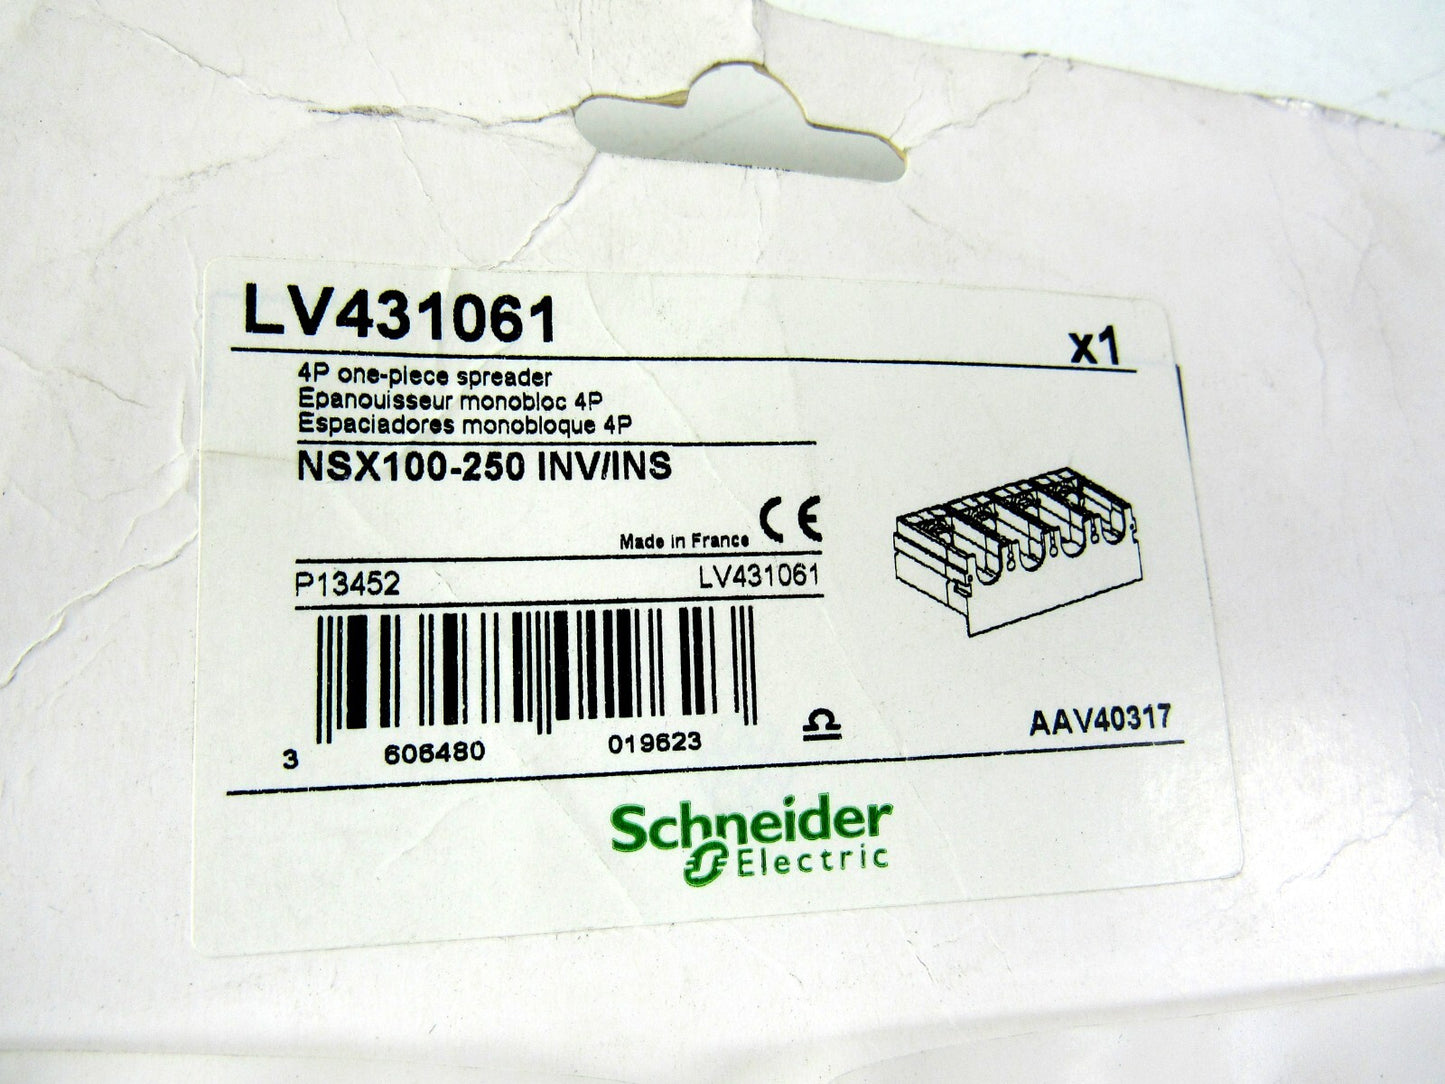 LV431061
x1
4P one-piece spreader
Epanouisseur monobloc 4P
Espaciadores monobloque 4P
NSX100-250 INV/INS
Made in France CE
P13452 LV431061
3 606480 019623
AAV40317
Schneider
Electric